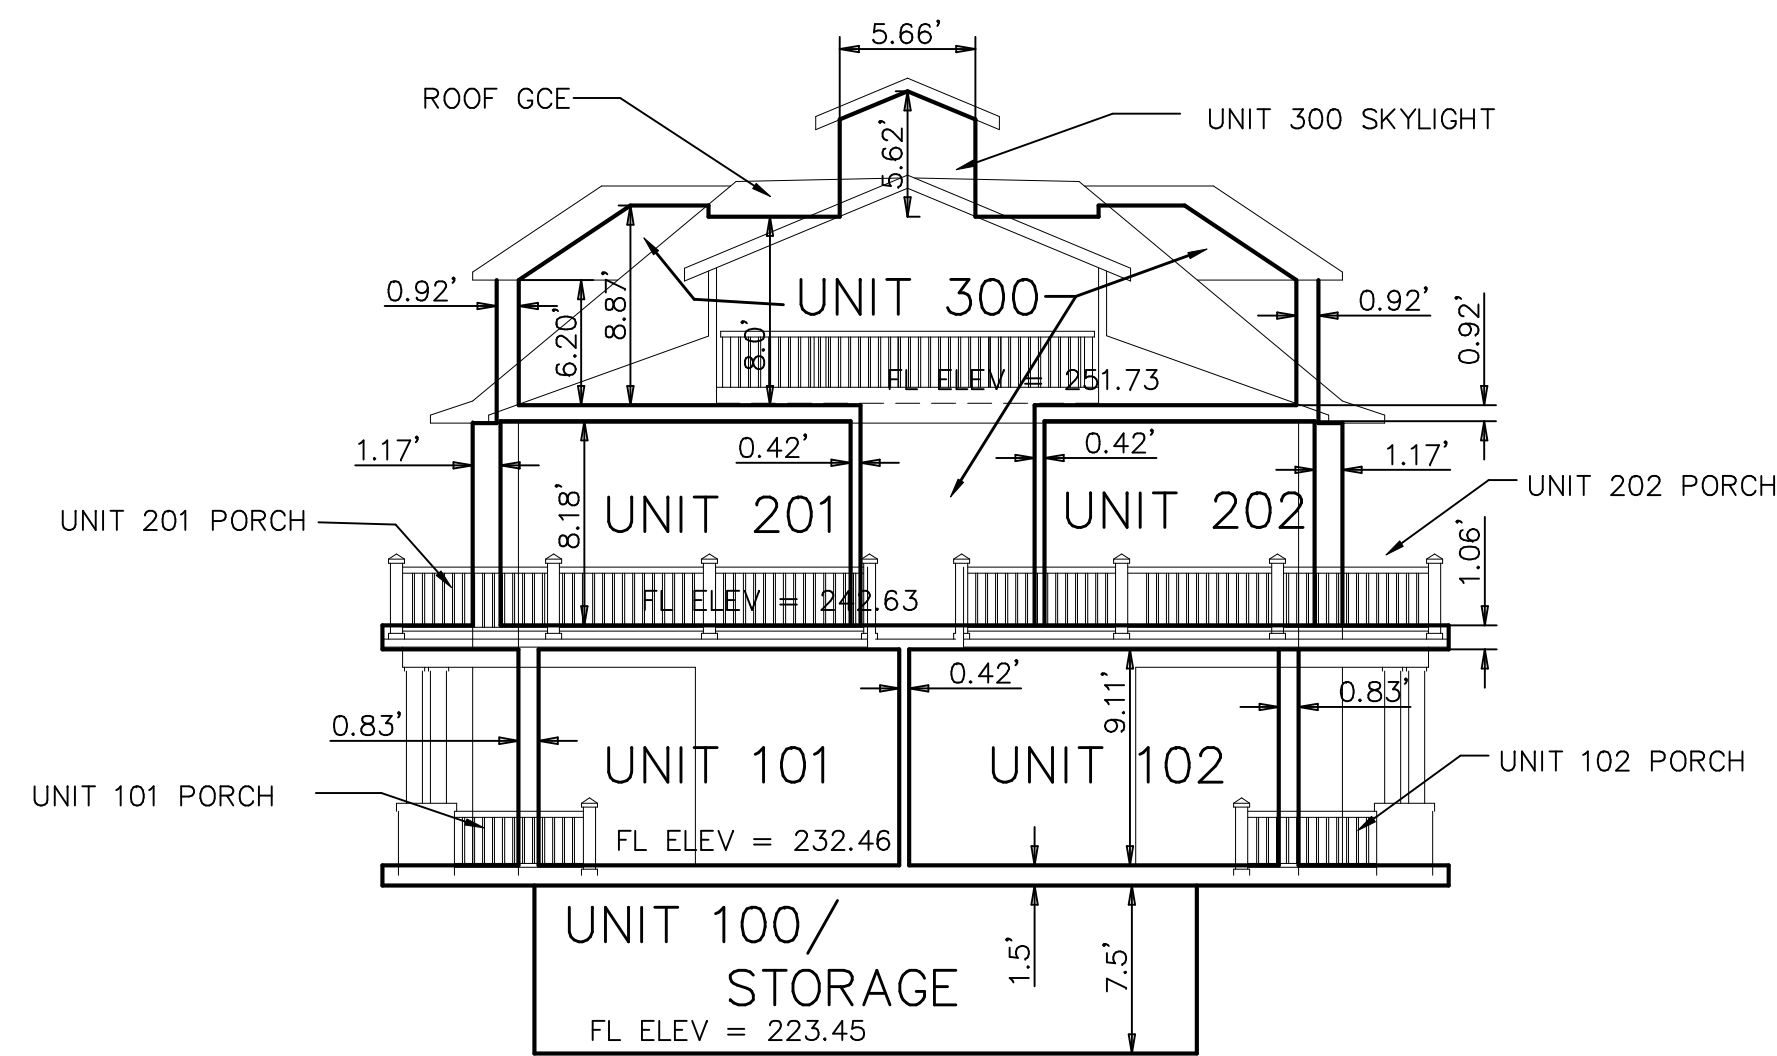 5.66’
ROOF GCE
UNIT 300 SKYLIGHT
5.62’
0.92’
6.20’
8.87’
8.0’
UNIT 300
0.92’
0.92’
FL ELEV = 251.73
1.17’
0.42’
0.42’
1.17’
8.18’
UNIT 201
UNIT 202
UNIT 202 PORCH
UNIT 201 PORCH
1.06’
FL ELEV = 242.63
0.42’
9.11’
0.83’
0.83’
UNIT 101
UNIT 102
UNIT 102 PORCH
UNIT 101 PORCH
FL ELEV = 232.46
UNIT 100/
STORAGE
1.5’
7.5’
FL ELEV = 223.45